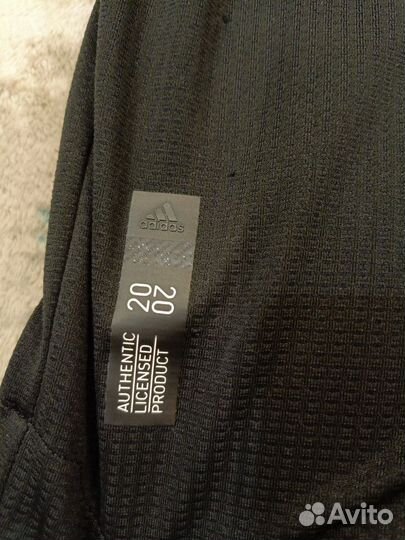 adidas
20
20
AUTHENTIC
LICENSED
PRODUCT
Avito